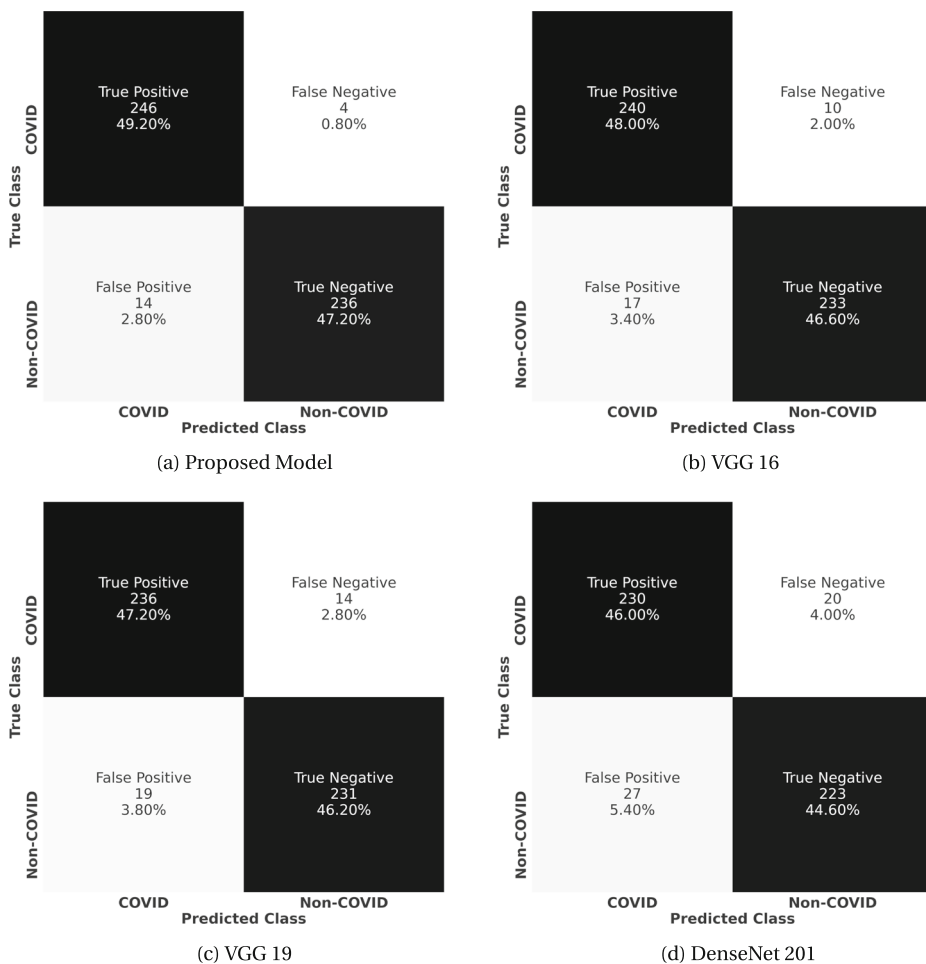 True Class
COVID
Non-COVID
True Positive
246
49.20%
False Negative
4
0.80%
False Positive
14
2.80%
True Negative
236
47.20%
COVID
Non-COVID
Predicted Class
(a) Proposed Model
True Class
COVID
Non-COVID
True Positive
240
48.00%
False Negative
10
2.00%
False Positive
17
3.40%
True Negative
233
46.60%
COVID
Non-COVID
Predicted Class
(b) VGG 16
True Class
COVID
Non-COVID
True Positive
236
47.20%
False Negative
14
2.80%
False Positive
19
3.80%
True Negative
231
46.20%
COVID
Non-COVID
Predicted Class
(c) VGG 19
True Class
COVID
Non-COVID
True Positive
230
46.00%
False Negative
20
4.00%
False Positive
27
5.40%
True Negative
223
44.60%
COVID
Non-COVID
Predicted Class
(d) DenseNet 201